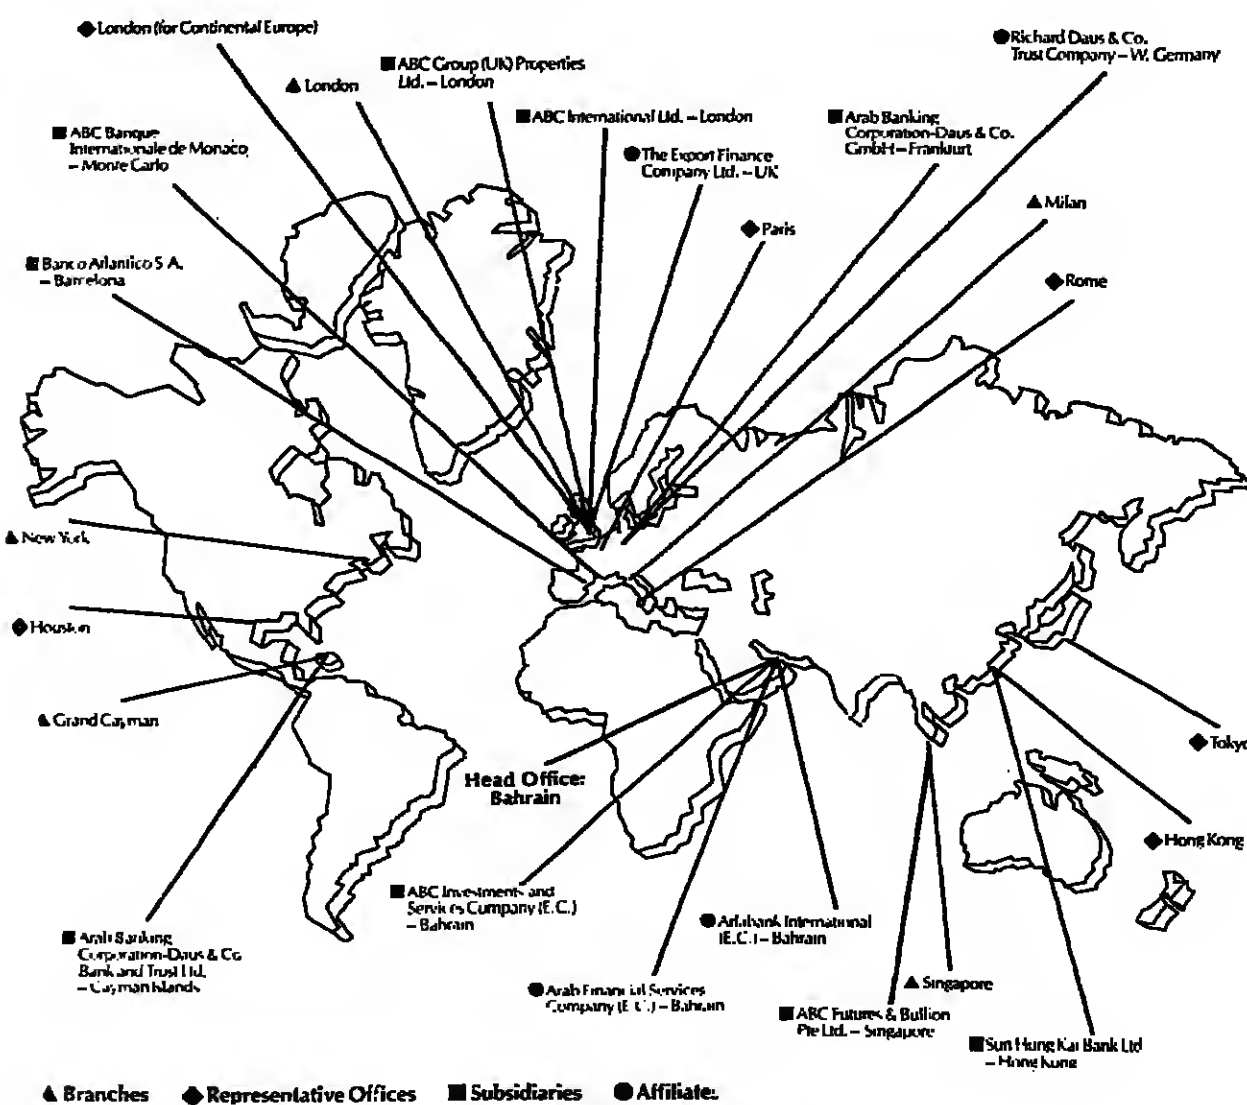 London (for Continental Europe)
Richard Daus & Co.
Trust Company – W. Germany
ABC Group (UK) Properties
Ltd. – London
London
ABC International Ltd. – London
Arab Banking
Corporation-Daus & Co.
GmbH – Frankfurt
ABC Banque
Internationale de Monaco
– Monte Carlo
The Export Finance
Company Ltd. – UK
Milan
Paris
Banco Atlantico S.A.
– Barcelona
Rome
New York
Houston
Grand Cayman
Tokyo
Head Office:
Bahrain
Hong Kong
ABC Investments and
Services Company (E.C.)
– Bahrain
Arlabank International
(E.C.) – Bahrain
Arab Banking
Corporation-Daus & Co
Bank and Trust Ltd.
– Cayman Islands
Singapore
Arab Financial Services
Company (E.C.) – Bahrain
ABC Futures & Bullion
Pte Ltd. – Singapore
Sun Hung Kai Bank Ltd
– Hong Kong
Branches Representative Offices Subsidiaries Affiliates